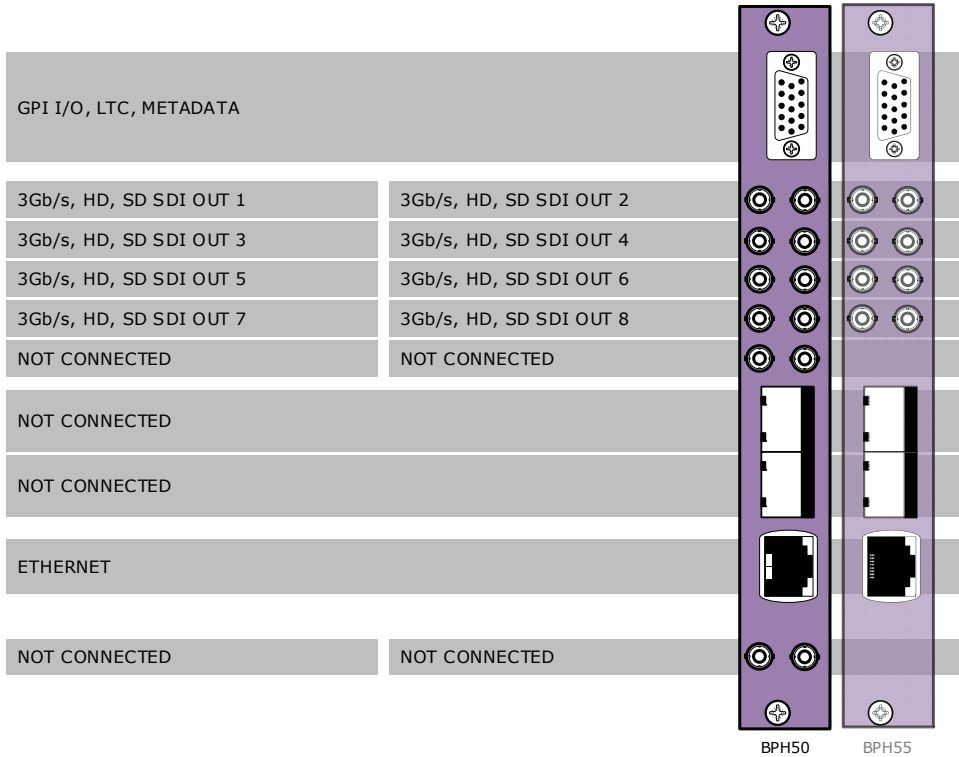 GPI I/O, LTC, METADATA
3Gb/s, HD, SD SDI OUT 1 3Gb/s, HD, SD SDI OUT 2
3Gb/s, HD, SD SDI OUT 3 3Gb/s, HD, SD SDI OUT 4
3Gb/s, HD, SD SDI OUT 5 3Gb/s, HD, SD SDI OUT 6
3Gb/s, HD, SD SDI OUT 7 3Gb/s, HD, SD SDI OUT 8
NOT CONNECTED NOT CONNECTED
NOT CONNECTED
NOT CONNECTED
ETHERNET
NOT CONNECTED NOT CONNECTED
BPH50 BPH55